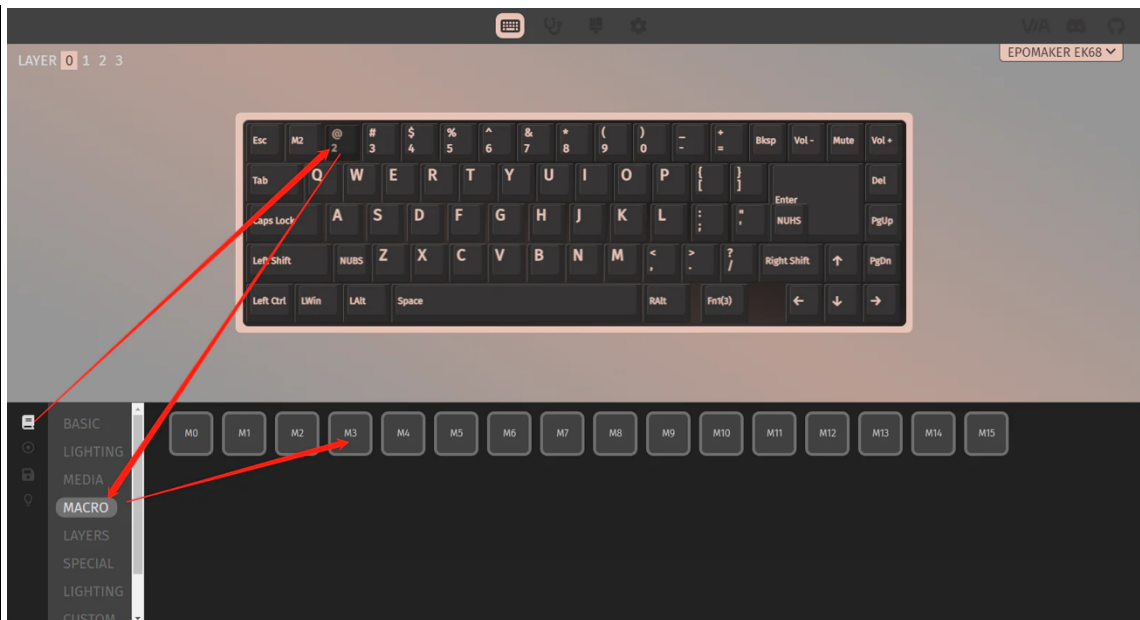 VIA
LAYER 0 1 2 3
EPOMAKER EK68
Esc M2 @ 2 # 3 $ 4 % 5 ^ 6 & 7 * 8 ( 9 ) 0 _ - + = Bksp Vol - Mute Vol +
Tab Q W E R T Y U I O P { [ } ] Enter Del
Caps Lock A S D F G H J K L : ; " ' NUHS PgUp
Left Shift NUBS Z X C V B N M < , > . ? / Right Shift ↑ PgDn
Left Ctrl LWin LAlt Space RAlt Fn1(3) ← ↓ →
BASIC
LIGHTING
MEDIA
MACRO
LAYERS
SPECIAL
LIGHTING
CUSTOM
M0 M1 M2 M3 M4 M5 M6 M7 M8 M9 M10 M11 M12 M13 M14 M15